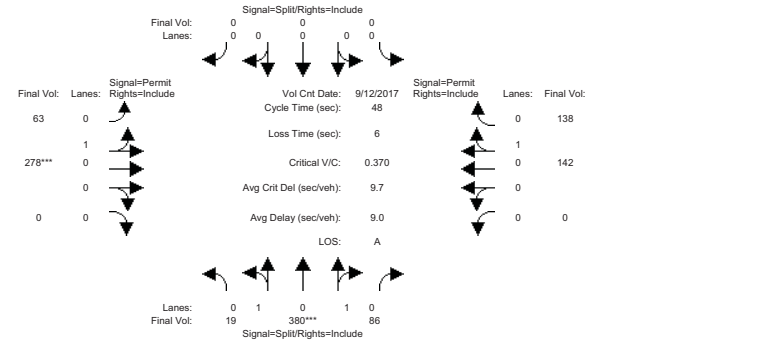 Signal=Split/Rights=Include
Final Vol: 0 0 0
Lanes: 0 0 0 0 0
Signal=Permit Signal=Permit
Final Vol: Lanes: Rights=Include Vol Cnt Date: 9/12/2017 Rights=Include Lanes: Final Vol:
Cycle Time (sec): 48
63 0 0 138
Loss Time (sec): 6
1 1
278*** 0 Critical V/C: 0.370 0 142
0 Avg Crit Del (sec/veh): 9.7 0
0 0 Avg Delay (sec/veh): 9.0 0 0
LOS: A
Lanes: 0 1 0 1 0
Final Vol: 19 380*** 86
Signal=Split/Rights=Include